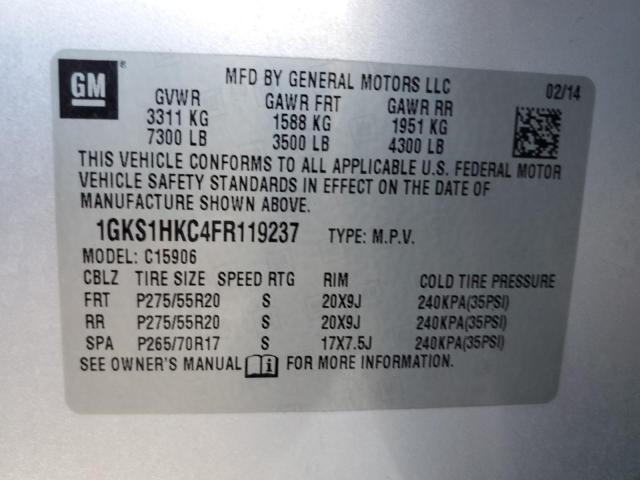 GM ®
MFD BY GENERAL MOTORS LLC 02/14
GVWR GAWR FRT GAWR RR
3311 KG 1588 KG 1951 KG
7300 LB 3500 LB 4300 LB
THIS VEHICLE CONFORMS TO ALL APPLICABLE U.S. FEDERAL MOTOR
VEHICLE SAFETY STANDARDS IN EFFECT ON THE DATE OF
MANUFACTURE SHOWN ABOVE.
1GKS1HKC4FR119237 TYPE: M.P.V.
MODEL: C15906
CBLZ TIRE SIZE SPEED RTG RIM COLD TIRE PRESSURE
FRT P275/55R20 S 20X9J 240KPA(35PSI)
RR P275/55R20 S 20X9J 240KPA(35PSI)
SPA P265/70R17 S 17X7.5J 240KPA(35PSI)
SEE OWNER'S MANUAL i FOR MORE INFORMATION.